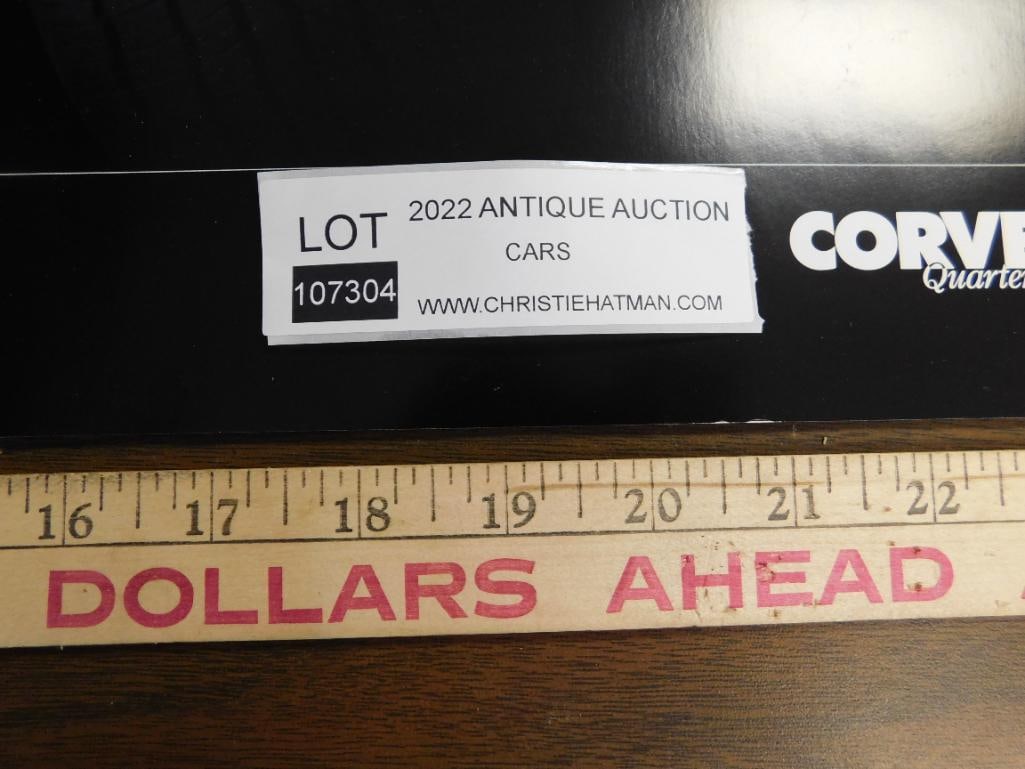 LOT
107304
2022 ANTIQUE AUCTION
CARS
WWW.CHRISTIEHATMAN.COM
CORVE
Quarte
16 17 18 19 20 21 22
DOLLARS AHEAD